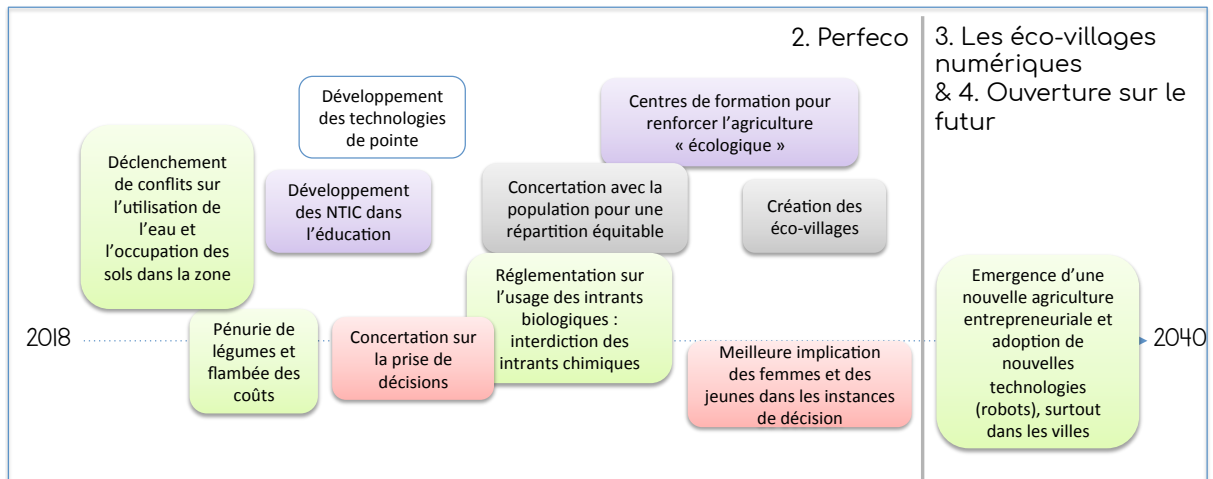 2. Perfeco
3. Les éco-villages
numériques
& 4. Ouverture sur le
futur
Développement
des technologies
de pointe
Centres de formation pour
renforcer l'agriculture
« écologique »
Déclenchement
de conflits sur
l'utilisation de
l'eau et
l'occupation des
sols dans la zone
Développement
des NTIC dans
l'éducation
Concertation avec la
population pour une
répartition équitable
Création des
éco-villages
2018
Pénurie de
légumes et
flambée des
coûts
Concertation sur
la prise de
décisions
Réglementation sur
l'usage des intrants
biologiques :
interdiction des
intrants chimiques
Meilleure implication
des femmes et des
jeunes dans les instances
de décision
Emergence d'une
nouvelle agriculture
entrepreneuriale et
adoption de
nouvelles
technologies
(robots), surtout
dans les villes
2040